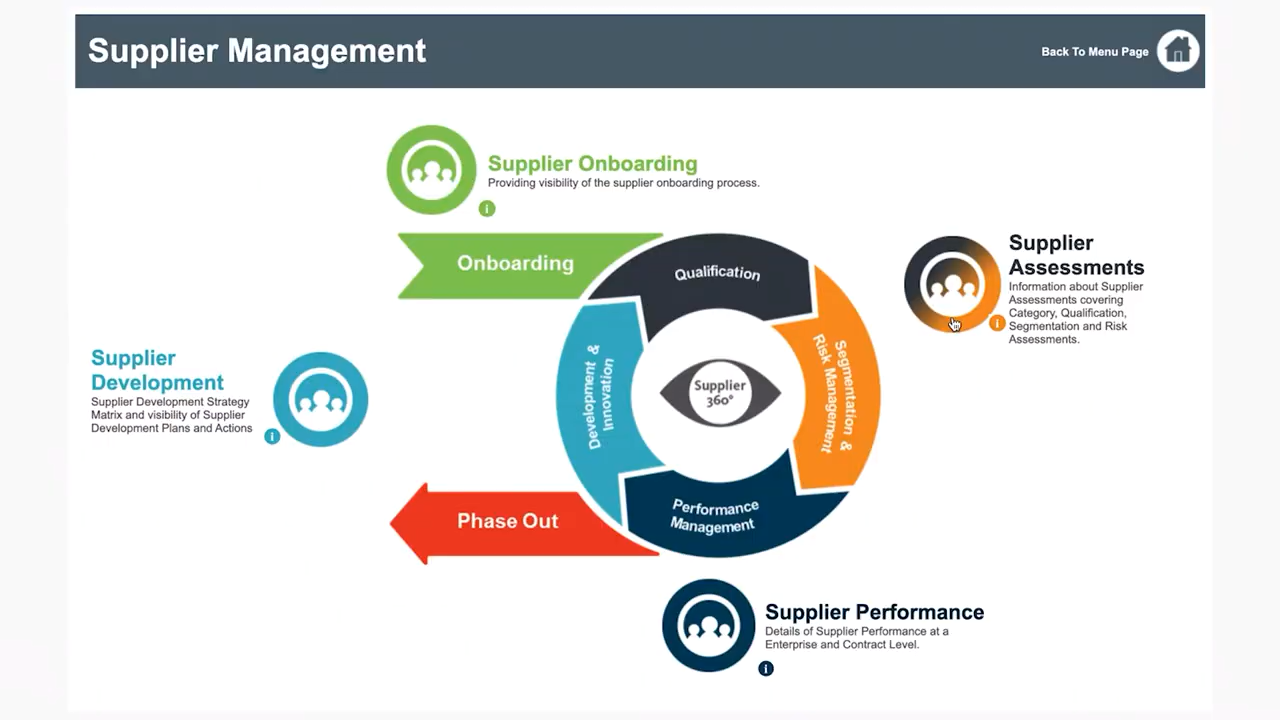 Supplier Management
Back To Menu Page
Supplier Onboarding
Providing visibility of the supplier onboarding process.
i
Onboarding
Qualification
Supplier
Assessments
Information about Supplier
Assessments covering
Category, Qualification,
Segmentation and Risk
Assessments.
i
Segmentation &
Risk Management
Development &
Innovation
Supplier
360°
Supplier
Development
Supplier Development Strategy
Matrix and visibility of Supplier
Development Plans and Actions
i
Phase Out
Performance
Management
Supplier Performance
Details of Supplier Performance at a
Enterprise and Contract Level.
i